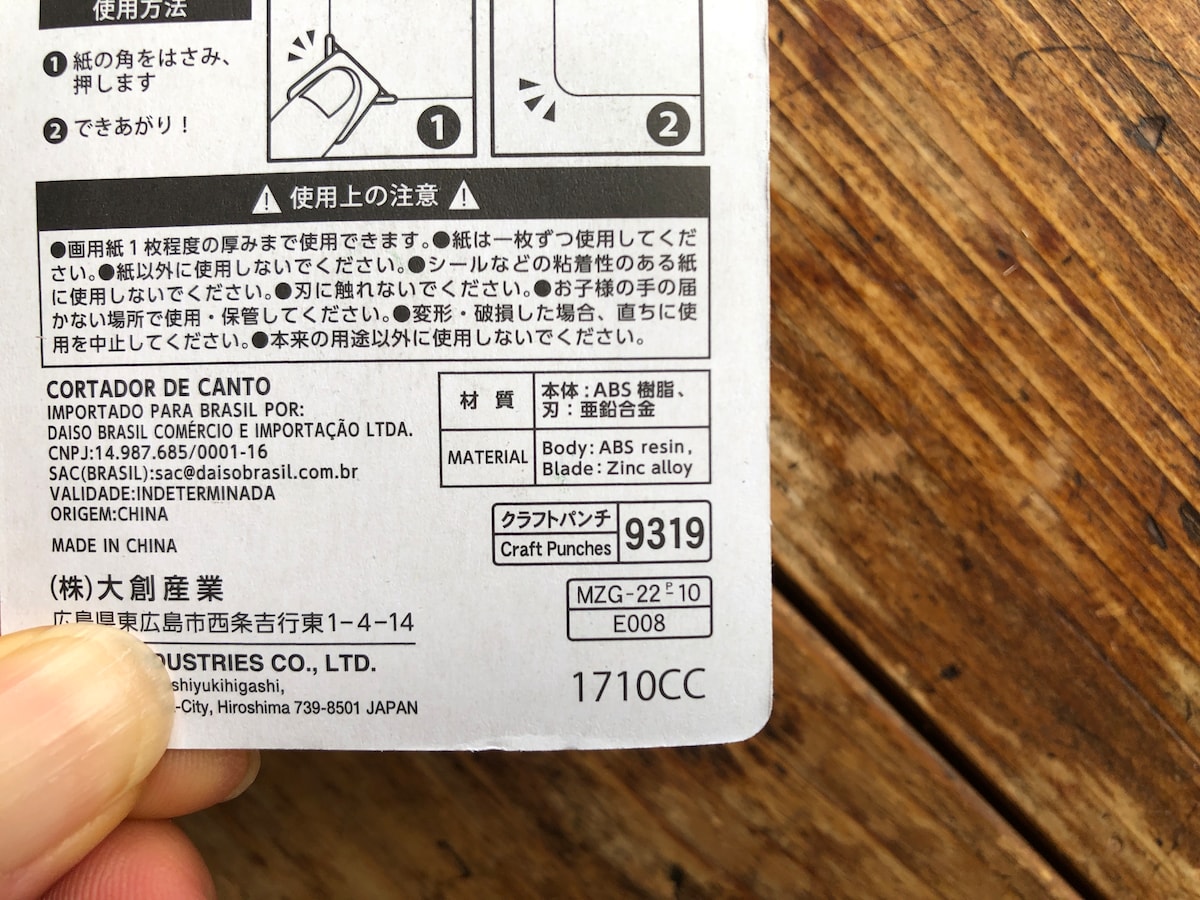 使用方法
❶紙の角をはさみ、
押します
❷できあがり！
1
2
⚠ 使用上の注意 ⚠
●画用紙1枚程度の厚みまで使用できます。●紙は一枚ずつ使用してくだ
さい。●紙以外に使用しないでください。●シールなどの粘着性のある紙
に使用しないでください。●刃に触れないでください。●お子様の手の届
かない場所で使用・保管してください。●変形・破損した場合、直ちに使
用を中止してください。●本来の用途以外に使用しないでください。
CORTADOR DE CANTO
IMPORTADO PARA BRASIL POR:
DAISO BRASIL COMÉRCIO E IMPORTAÇÃO LTDA.
CNPJ:14.987.685/0001-16
SAC(BRASIL):sac@daisobrasil.com.br
VALIDADE:INDETERMINADA
ORIGEM:CHINA
MADE IN CHINA
材 質
本体：ABS 樹脂、
刃：亜鉛合金
MATERIAL
Body: ABS resin,
Blade: Zinc alloy
クラフトパンチ
Craft Punches
9319
(株)大創産業
広島県東広島市西条吉行東1-4-14
DUSTRIES CO., LTD.
shiyukihigashi,
-City, Hiroshima 739-8501 JAPAN
MZG-22 P-10
E008
1710CC